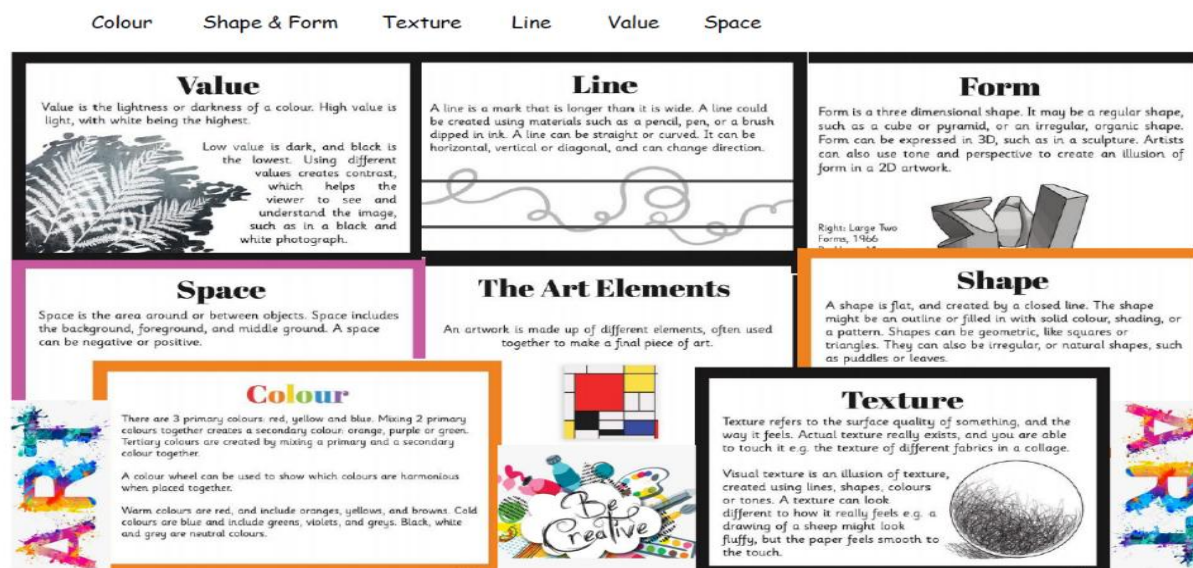 Colour Shape & Form Texture Line Value Space
Value
Value is the lightness or darkness of a colour. High value is
light, with white being the highest.
Low value is dark, and black is
the lowest. Using different
values creates contrast,
which helps the
viewer to see and
understand the image,
such as in a black and
white photograph.
Line
A line is a mark that is longer than it is wide. A line could
be created using materials such as a pencil, pen, or a brush
dipped in ink. A line can be straight or curved. It can be
horizontal, vertical or diagonal, and can change direction.
Form
Form is a three dimensional shape. It may be a regular shape,
such as a cube or pyramid, or an irregular, organic shape.
Form can be expressed in 3D, such as in a sculpture. Artists
can also use tone and perspective to create an illusion of
form in a 2D artwork.
Right: Large Two
Forms, 1966
Space
Space is the area around or between objects. Space includes
the background, foreground, and middle ground. A space
can be negative or positive.
The Art Elements
An artwork is made up of different elements, often used
together to make a final piece of art.
Shape
A shape is flat, and created by a closed line. The shape
might be an outline or filled in with solid colour, shading, or
a pattern. Shapes can be geometric, like squares or
triangles. They can also be irregular, or natural shapes, such
as puddles or leaves.
Colour
There are 3 primary colours: red, yellow and blue. Mixing 2 primary
colours together creates a secondary colour: orange, purple or green.
Tertiary colours are created by mixing a primary and a secondary
colour together.
A colour wheel can be used to show which colours are harmonious
when placed together.
Warm colours are red, and include oranges, yellows, and browns. Cold
colours are blue and include greens, violets, and greys. Black, white
and grey are neutral colours.
ART
Be
Creative
Texture
Texture refers to the surface quality of something, and the
way it feels. Actual texture really exists, and you are able
to touch it e.g. the texture of different fabrics in a collage.
Visual texture is an illusion of texture,
created using lines, shapes, colours
or tones. A texture can look
different to how it really feels e.g. a
drawing of a sheep might look
fluffy, but the paper feels smooth to
the touch.
ART